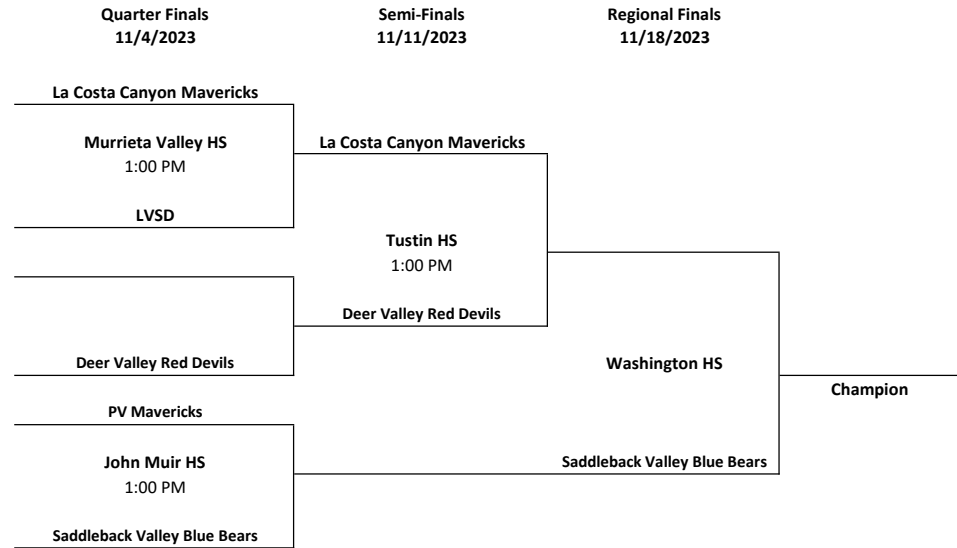 Quarter Finals
11/4/2023
Semi-Finals
11/11/2023
Regional Finals
11/18/2023
La Costa Canyon Mavericks
Murrieta Valley HS
1:00 PM
La Costa Canyon Mavericks
LVSD
Tustin HS
1:00 PM
Deer Valley Red Devils
Deer Valley Red Devils
Washington HS
Champion
PV Mavericks
John Muir HS
1:00 PM
Saddleback Valley Blue Bears
Saddleback Valley Blue Bears